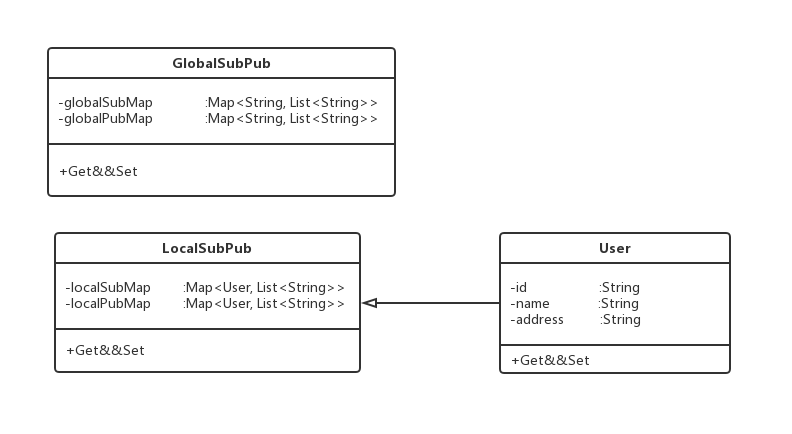 GlobalSubPub
-globalSubMap :Map<String, List<String>>
-globalPubMap :Map<String, List<String>>
+Get&&Set
LocalSubPub
-localSubMap :Map<User, List<String>>
-localPubMap :Map<User, List<String>>
+Get&&Set
User
-id :String
-name :String
-address :String
+Get&&Set